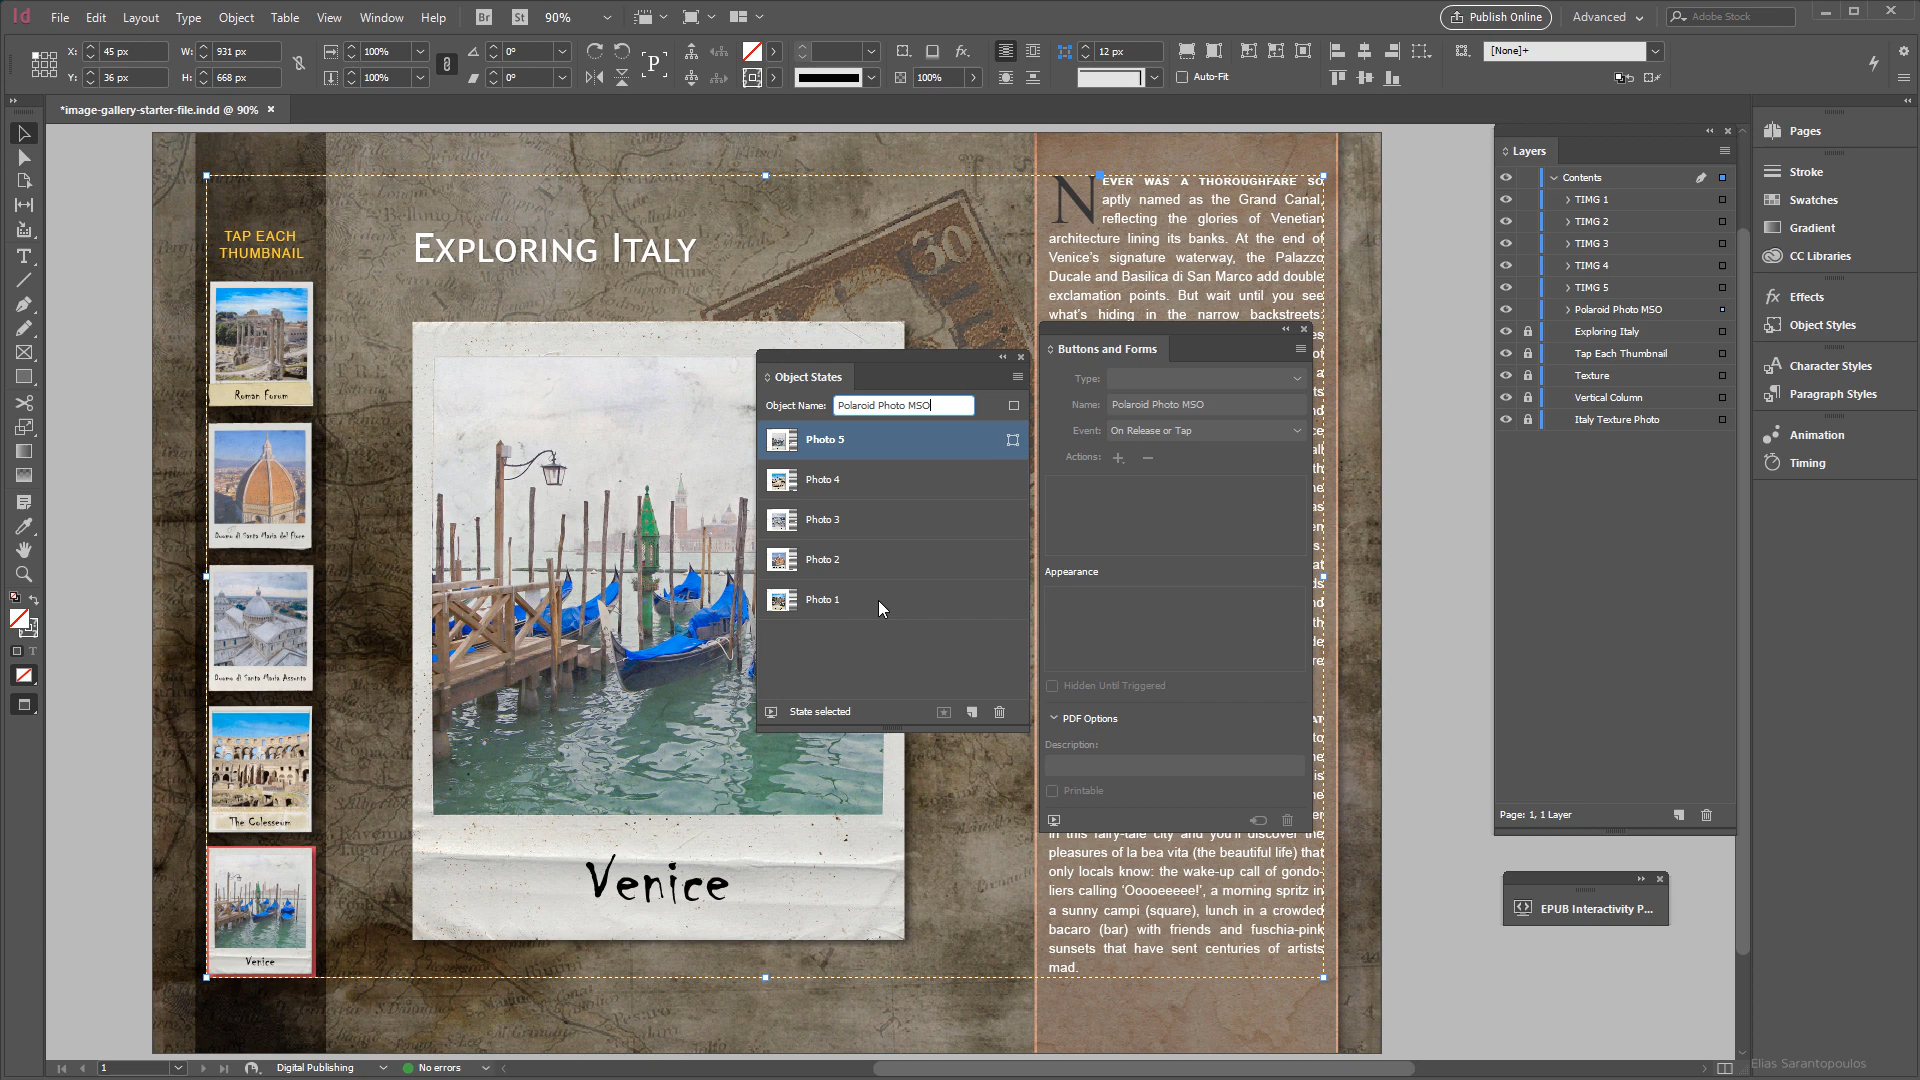 Id File Edit Layout Type Object Table View Window Help Br St 90% Publish Online Advanced Adobe Stock
X: 45 px W: 931 px 100% 0° P fx. 12 px [None]+
Y: 36 px H: 668 px 100% 0° 100% Auto-Fit
*image-gallery-starter-file.indd @ 90%
TAP EACH
THUMBNAIL
Roman Forum
Duomo di Santa Maria del Fiore
Duomo di Santa Maria Assunta
The Colesseum
Venice
EXPLORING ITALY
30
Venice
NEVER WAS A THOROUGHFARE SO
aptly named as the Grand Canal,
reflecting the glories of Venetian
architecture lining its banks. At the end of
Venice's signature waterway, the Palazzo
Ducale and Basilica di San Marco add double
exclamation points. But wait until you see
what's hiding in the narrow backstreets:
in this fairy-tale city and you'll discover the
pleasures of la bea vita (the beautiful life) that
only locals know: the wake-up call of gondo-
liers calling 'Ooooeeeee!', a morning spritz in
a sunny campi (square), lunch in a crowded
bacaro (bar) with friends and fuschia-pink
sunsets that have sent centuries of artists
mad.
Object States
Object Name: Polaroid Photo MSO
Photo 5
Photo 4
Photo 3
Photo 2
Photo 1
State selected
Buttons and Forms
Type:
Name: Polaroid Photo MSO
Event: On Release or Tap
Actions:
Appearance
Hidden Until Triggered
PDF Options
Description:
Printable
Layers
Contents
TIMG 1
TIMG 2
TIMG 3
TIMG 4
TIMG 5
Polaroid Photo MSO
Exploring Italy
Tap Each Thumbnail
Texture
Vertical Column
Italy Texture Photo
Page: 1, 1 Layer
EPUB Interactivity P...
Pages
Stroke
Swatches
Gradient
CC Libraries
fx Effects
Object Styles
Character Styles
Paragraph Styles
Animation
Timing
1 Digital Publishing No errors
Elias Sarantopoulos